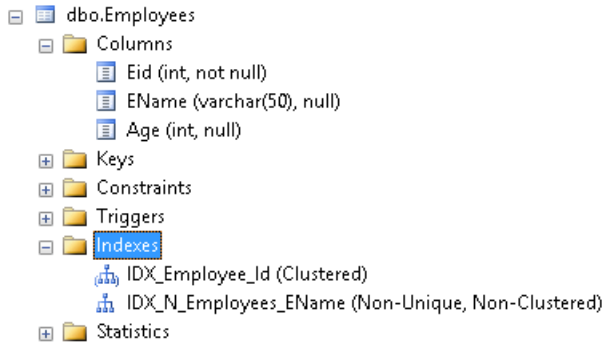 dbo.Employees
Columns
Eid (int, not null)
EName (varchar(50), null)
Age (int, null)
Keys
Constraints
Triggers
Indexes
IDX_Employee_Id (Clustered)
IDX_N_Employees_EName (Non-Unique, Non-Clustered)
Statistics